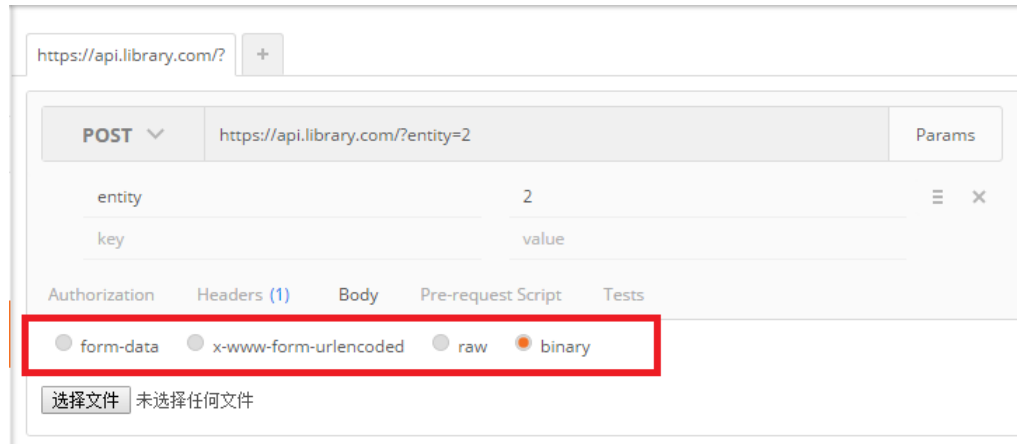 https://api.library.com/? +
POST https://api.library.com/?entity=2 Params
entity 2
key value
Authorization Headers (1) Body Pre-request Script Tests
form-data x-www-form-urlencoded raw binary
选择文件 未选择任何文件